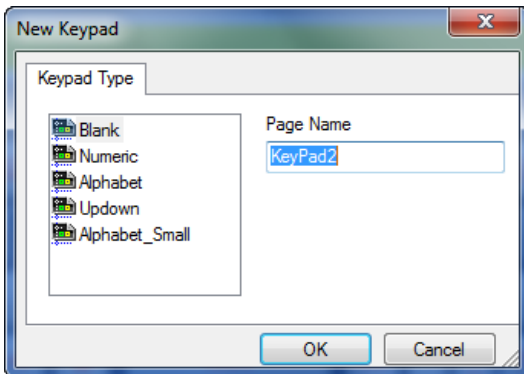 New Keypad
Keypad Type
Blank
Numeric
Alphabet
Updown
Alphabet_Small
Page Name
KeyPad2
OK
Cancel